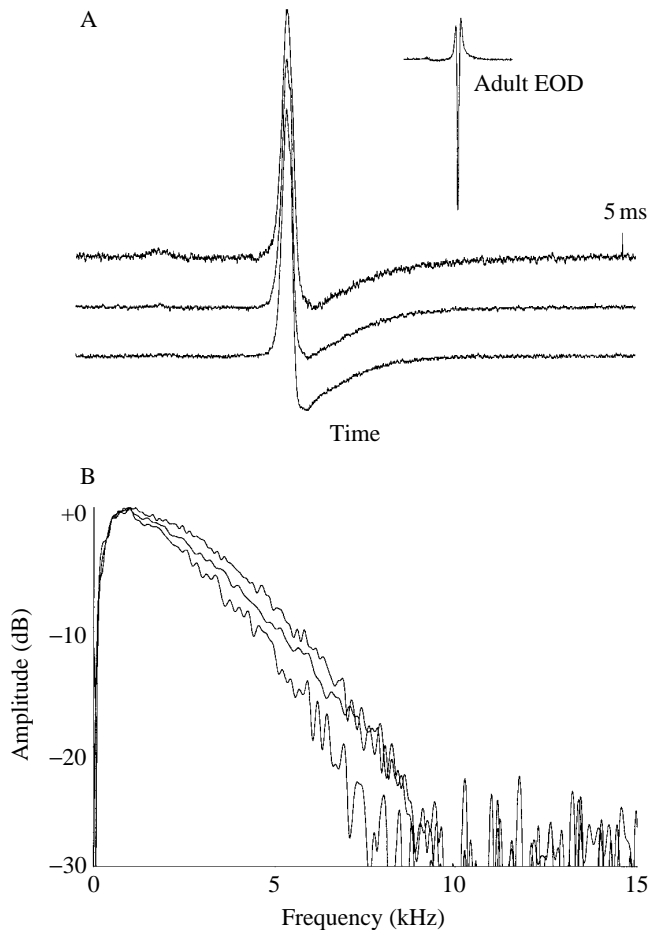 A
Adult EOD
5 ms
Time
B
+0
−10
−20
−30
Amplitude (dB)
0 5 10 15
Frequency (kHz)